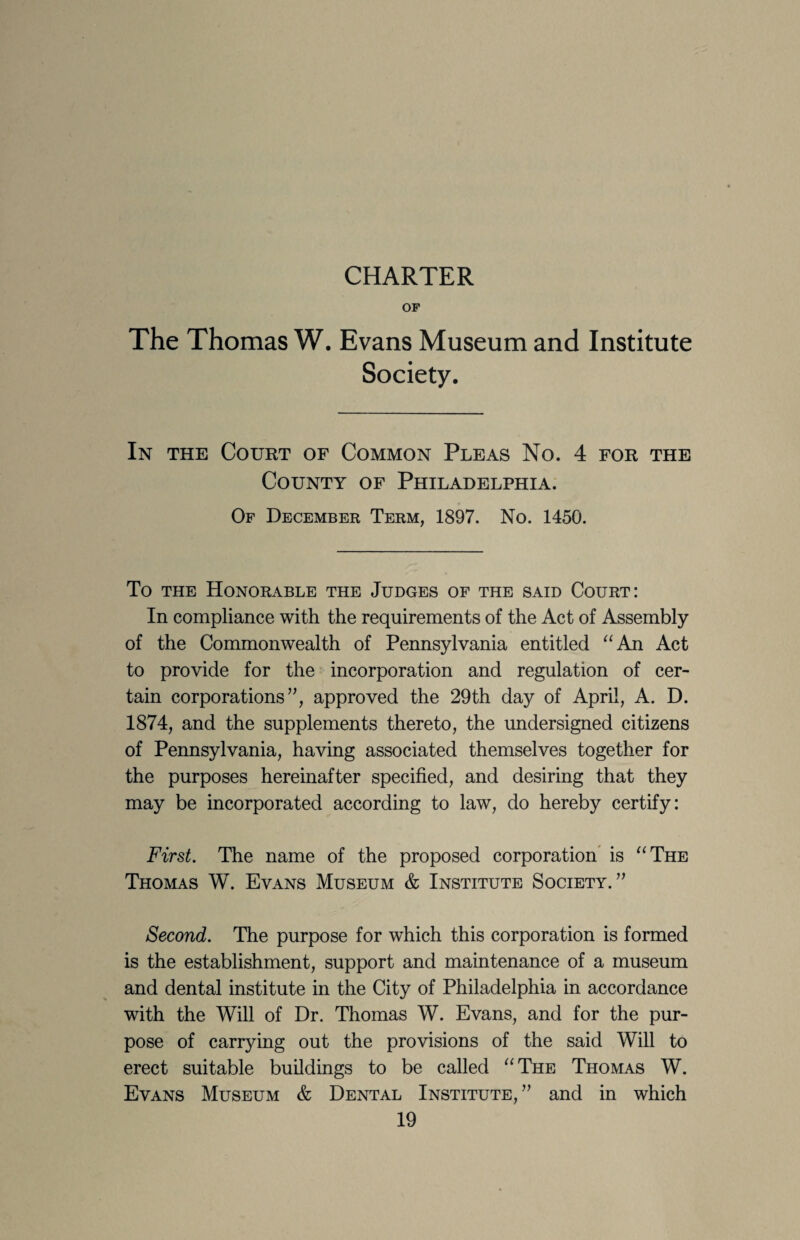 CHARTER
OF
The Thomas W. Evans Museum and Institute
Society.
In the Court of Common Pleas No. 4 for the
County of Philadelphia.
Of December Term, 1897. No. 1450.
To the Honorable the Judges of the said Court:
In compliance with the requirements of the Act of Assembly
of the Commonwealth of Pennsylvania entitled “An Act
to provide for the incorporation and regulation of cer-
tain corporations”, approved the 29th day of April, A. D.
1874, and the supplements thereto, the undersigned citizens
of Pennsylvania, having associated themselves together for
the purposes hereinafter specified, and desiring that they
may be incorporated according to law, do hereby certify:
First. The name of the proposed corporation is “The
Thomas W. Evans Museum & Institute Society.”
Second. The purpose for which this corporation is formed
is the establishment, support and maintenance of a museum
and dental institute in the City of Philadelphia in accordance
with the Will of Dr. Thomas W. Evans, and for the pur-
pose of carrying out the provisions of the said Will to
erect suitable buildings to be called “The Thomas W.
Evans Museum & Dental Institute,” and in which
19